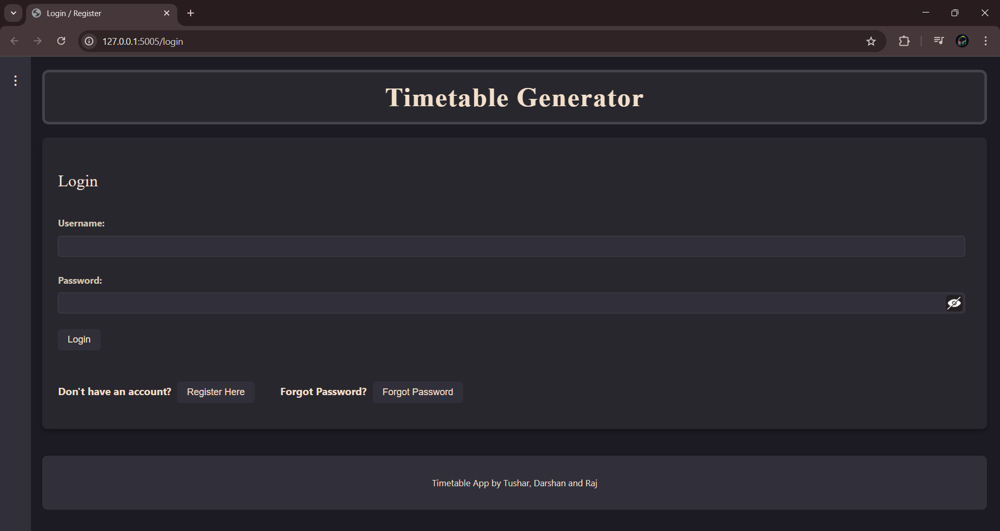 Login / Register
127.0.0.1:5005/login
Timetable Generator
Login
Username:
Password:
Login
Don't have an account? Register Here Forgot Password? Forgot Password
Timetable App by Tushar, Darshan and Raj